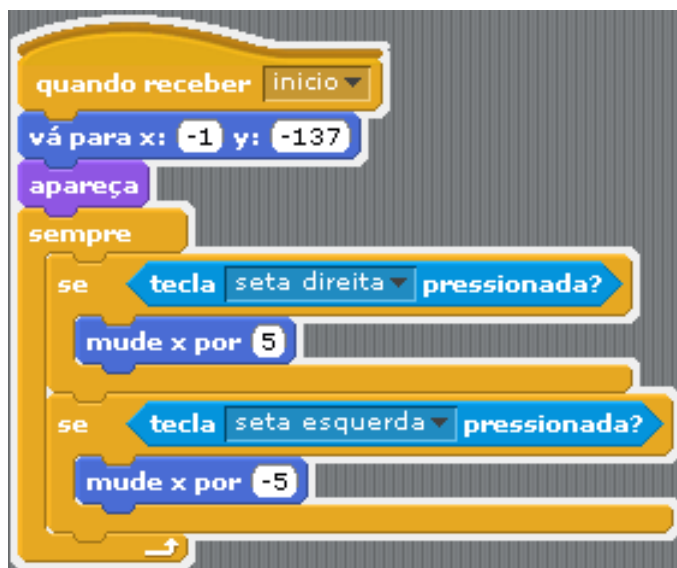 quando receber inicio
vá para x: -1 y: -137
apareça
sempre
se tecla seta direita pressionada?
mude x por 5
se tecla seta esquerda pressionada?
mude x por -5